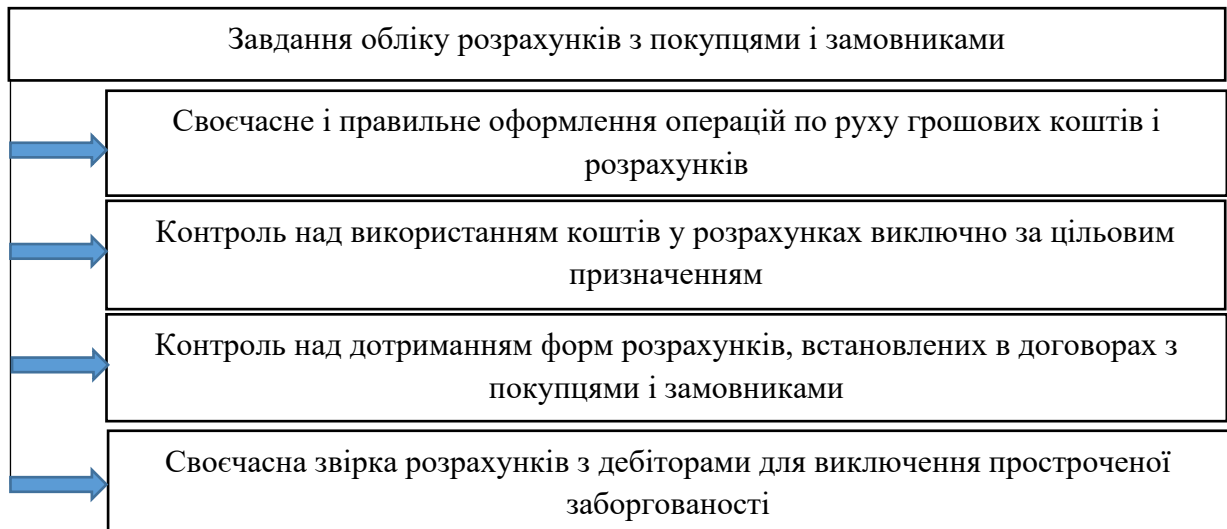 Завдання обліку розрахунків з покупцями і замовниками
Своєчасне і правильне оформлення операцій по руху грошових коштів і
розрахунків
Контроль над використанням коштів у розрахунках виключно за цільовим
призначенням
Контроль над дотриманням форм розрахунків, встановлених в договорах з
покупцями і замовниками
Своєчасна звірка розрахунків з дебіторами для виключення простроченої
заборгованості